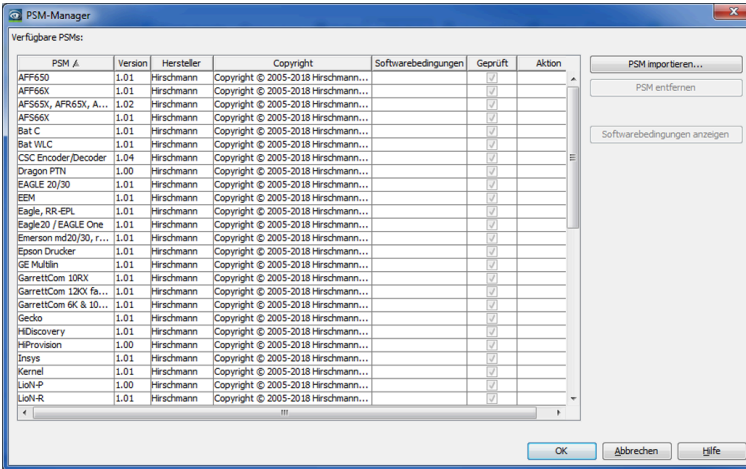 PSM-Manager
Verfügbare PSMs:
PSM Version Hersteller Copyright Softwarebedingungen Geprüft Aktion
AFF650 1.01 Hirschmann Copyright © 2005-2018 Hirschmann...
AFF66X 1.01 Hirschmann Copyright © 2005-2018 Hirschmann...
AFS65X, AFR65X, A... 1.02 Hirschmann Copyright © 2005-2018 Hirschmann...
AFS66X 1.01 Hirschmann Copyright © 2005-2018 Hirschmann...
Bat C 1.01 Hirschmann Copyright © 2005-2018 Hirschmann...
Bat WLC 1.01 Hirschmann Copyright © 2005-2018 Hirschmann...
CSC Encoder/Decoder 1.04 Hirschmann Copyright © 2005-2018 Hirschmann...
Dragon PTN 1.00 Hirschmann Copyright © 2005-2018 Hirschmann...
EAGLE 20/30 1.01 Hirschmann Copyright © 2005-2018 Hirschmann...
EEM 1.01 Hirschmann Copyright © 2005-2018 Hirschmann...
Eagle, RR-EPL 1.01 Hirschmann Copyright © 2005-2018 Hirschmann...
Eagle20 / EAGLE One 1.01 Hirschmann Copyright © 2005-2018 Hirschmann...
Emerson md20/30, r... 1.01 Hirschmann Copyright © 2005-2018 Hirschmann...
Epson Drucker 1.01 Hirschmann Copyright © 2005-2018 Hirschmann...
GE Multilin 1.01 Hirschmann Copyright © 2005-2018 Hirschmann...
GarrettCom 10RX 1.01 Hirschmann Copyright © 2005-2018 Hirschmann...
GarrettCom 12KX fa... 1.01 Hirschmann Copyright © 2005-2018 Hirschmann...
GarrettCom 6K & 10... 1.01 Hirschmann Copyright © 2005-2018 Hirschmann...
Gecko 1.01 Hirschmann Copyright © 2005-2018 Hirschmann...
HiDiscovery 1.01 Hirschmann Copyright © 2005-2018 Hirschmann...
HiProvision 1.00 Hirschmann Copyright © 2005-2018 Hirschmann...
Insys 1.01 Hirschmann Copyright © 2005-2018 Hirschmann...
Kernel 1.01 Hirschmann Copyright © 2005-2018 Hirschmann...
LioN-P 1.00 Hirschmann Copyright © 2005-2018 Hirschmann...
LioN-R 1.01 Hirschmann Copyright © 2005-2018 Hirschmann...
PSM importieren...
PSM entfernen
Softwarebedingungen anzeigen
OK Abbrechen Hilfe